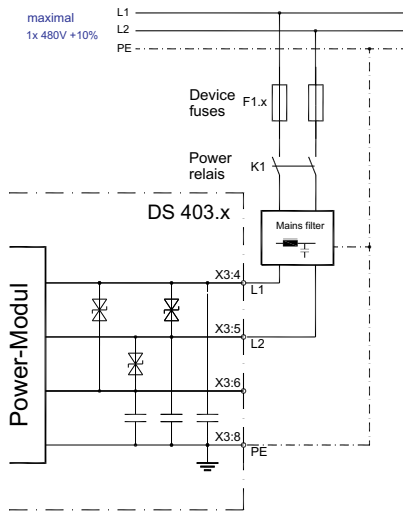 maximal
1x 480V +10%
L1
L2
PE
Device
fuses
F1.x
Power
relais
K1
DS 403.x
Mains filter
Power-Modul
X3:4
L1
X3:5
L2
X3:6
X3:8
PE